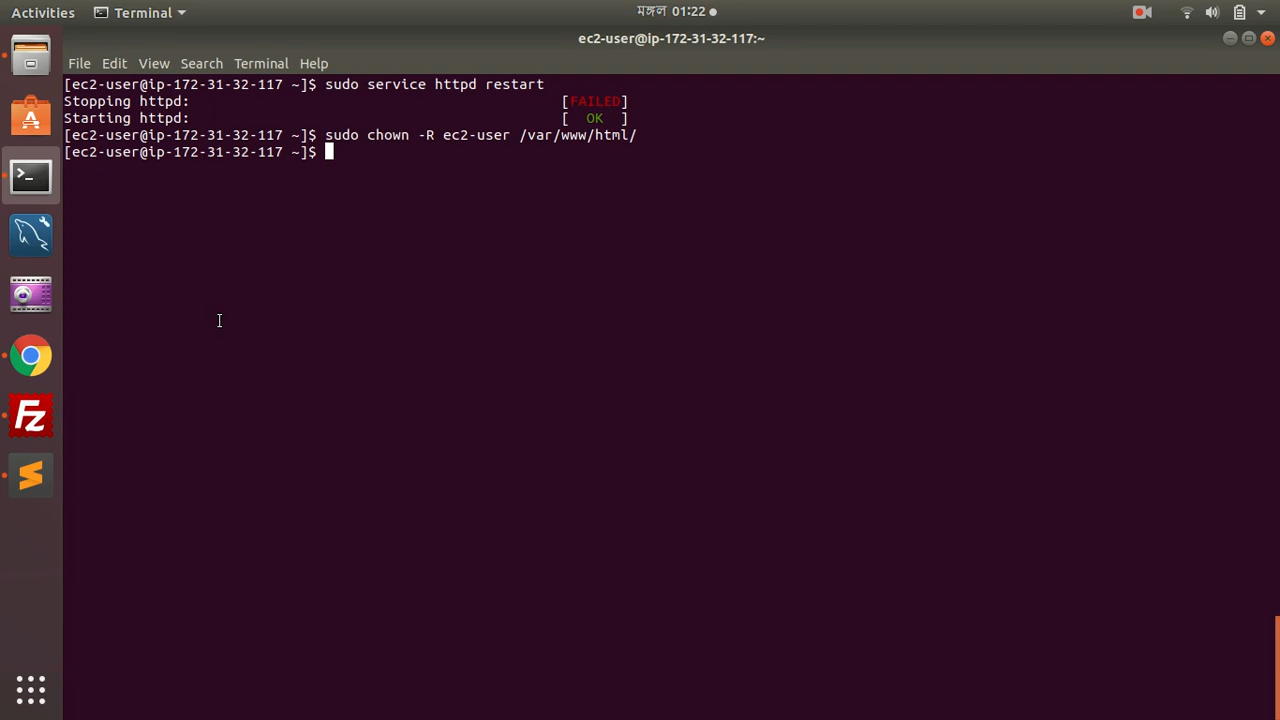 Activities Terminal মঙ্গল 01:22
ec2-user@ip-172-31-32-117:~
File Edit View Search Terminal Help
[ec2-user@ip-172-31-32-117 ~]$ sudo service httpd restart
Stopping httpd: [FAILED]
Starting httpd: [ OK ]
[ec2-user@ip-172-31-32-117 ~]$ sudo chown -R ec2-user /var/www/html/
[ec2-user@ip-172-31-32-117 ~]$